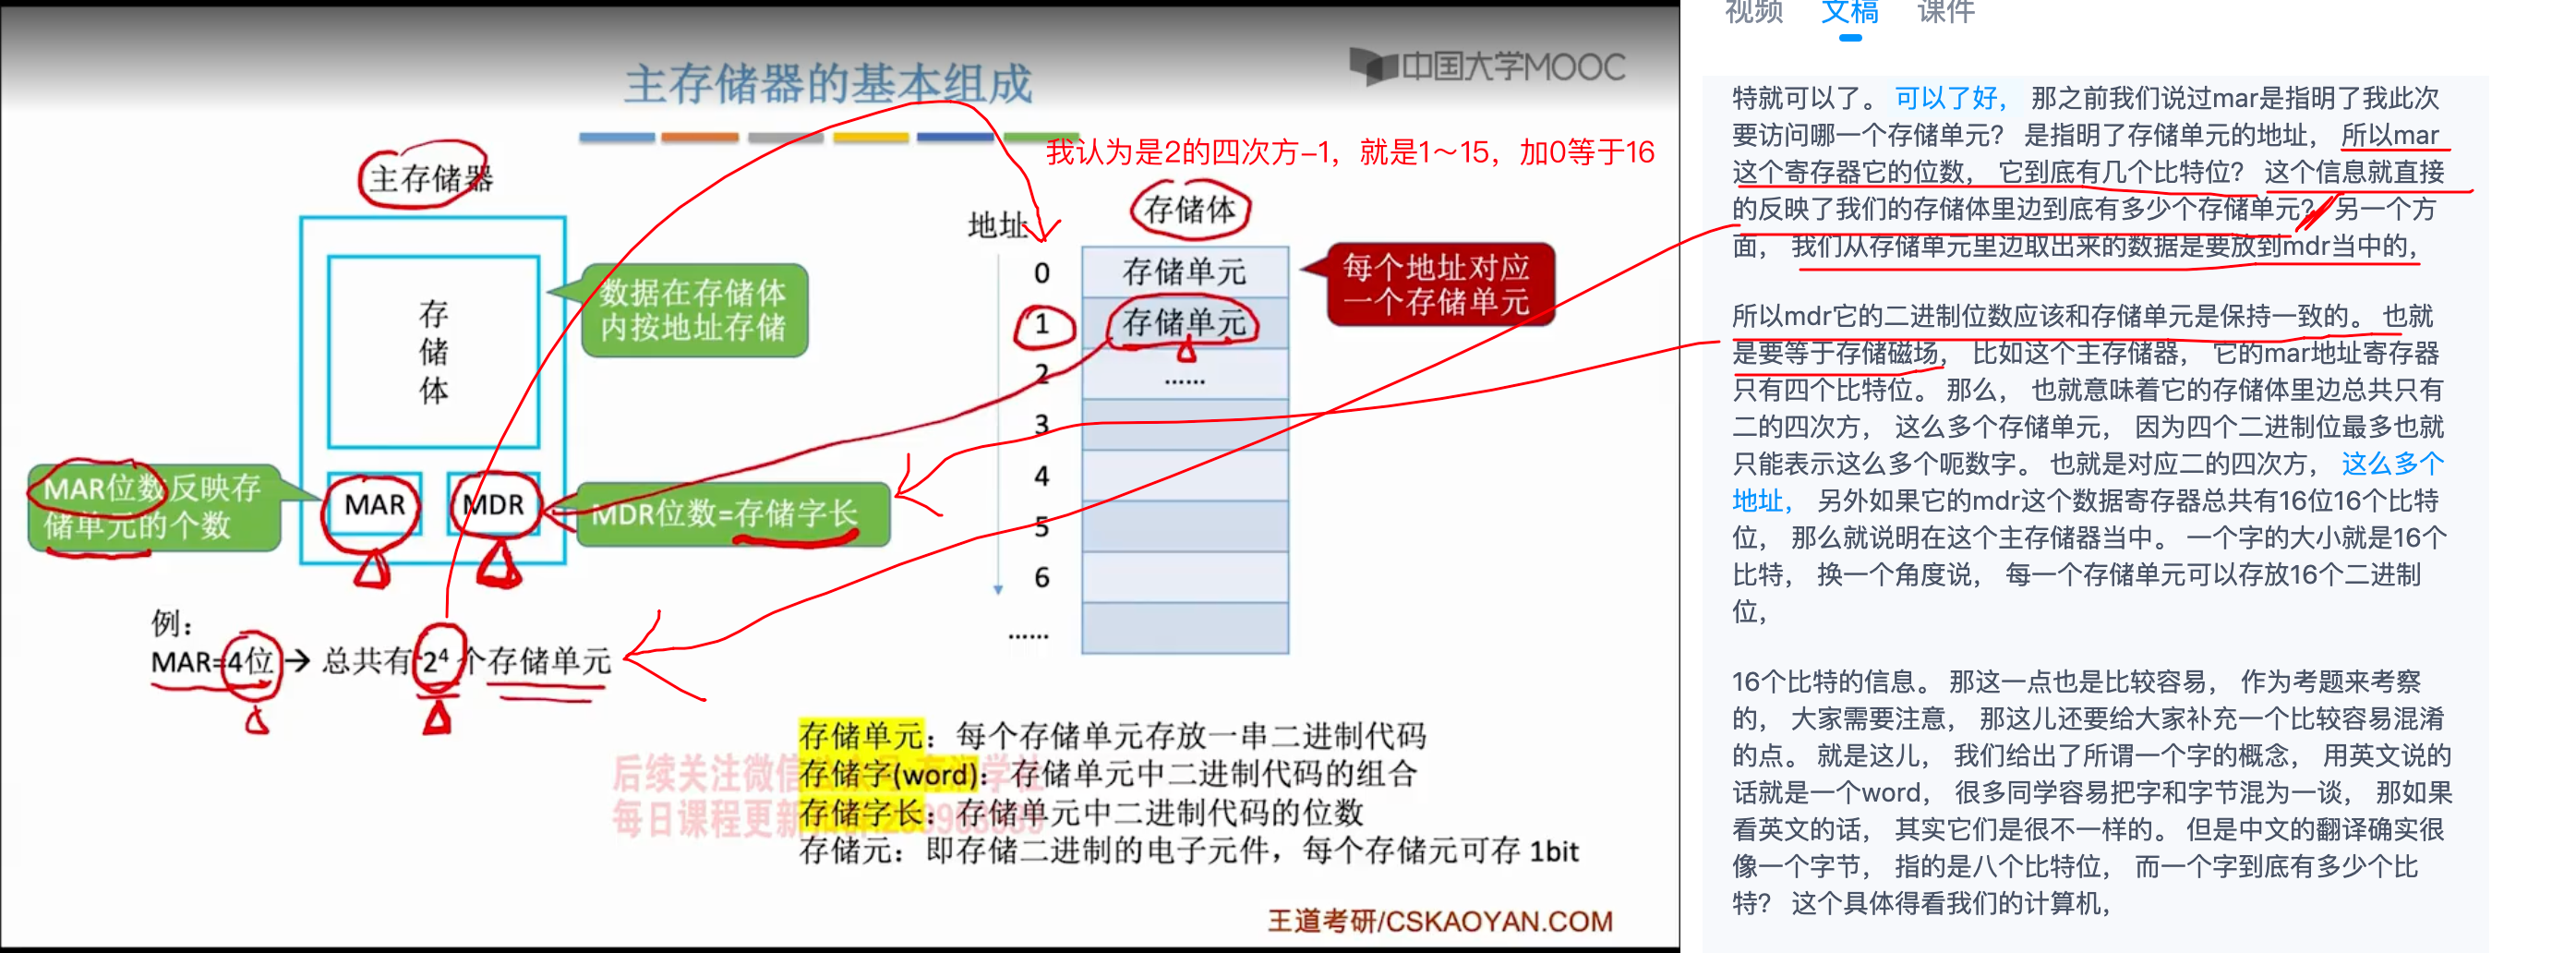 中国大学MOOC
主存储器的基本组成
我认为是2的四次方-1，就是1～15，加0等于16
主存储器
存
储
体
数据在存储体
内按地址存储
MAR位数反映存
储单元的个数
MAR
MDR
MDR位数=存储字长
地址
存储体
0
存储单元
1
存储单元
2
……
3
4
5
6
……
每个地址对应
一个存储单元
例：
MAR=4位→ 总共有2⁴个存储单元
存储单元：每个存储单元存放一串二进制代码
存储字(word)：存储单元中二进制代码的组合
存储字长：存储单元中二进制代码的位数
存储元：即存储二进制的电子元件，每个存储元可存 1bit
后续关注微信
学社
每日课程更新
王道考研/CSKAOYAN.COM
视频 文稿 课件
特就可以了。 可以了好， 那之前我们说过mar是指明了我此次
要访问哪一个存储单元？ 是指明了存储单元的地址， 所以mar
这个寄存器它的位数， 它到底有几个比特位？ 这个信息就直接
的反映了我们的存储体里边到底有多少个存储单元？ 另一个方
面， 我们从存储单元里边取出来的数据是要放到mdr当中的，
所以mdr它的二进制位数应该和存储单元是保持一致的。 也就
是要等于存储磁场， 比如这个主存储器， 它的mar地址寄存器
只有四个比特位。 那么， 也就意味着它的存储体里边总共只有
二的四次方， 这么多个存储单元， 因为四个二进制位最多也就
只能表示这么多个呃数字。 也就是对应二的四次方， 这么多个
地址， 另外如果它的mdr这个数据寄存器总共有16位16个比特
位， 那么就说明在这个主存储器当中。 一个字的大小就是16个
比特， 换一个角度说， 每一个存储单元可以存放16个二进制
位，
16个比特的信息。 那这一点也是比较容易， 作为考题来考察
的， 大家需要注意， 那这儿还要给大家补充一个比较容易混淆
的点。 就是这儿， 我们给出了所谓一个字的概念， 用英文说的
话就是一个word， 很多同学容易把字和字节混为一谈， 那如果
看英文的话， 其实它们是很不一样的。 但是中文的翻译确实很
像一个字节， 指的是八个比特位， 而一个字到底有多少个比
特？ 这个具体得看我们的计算机，